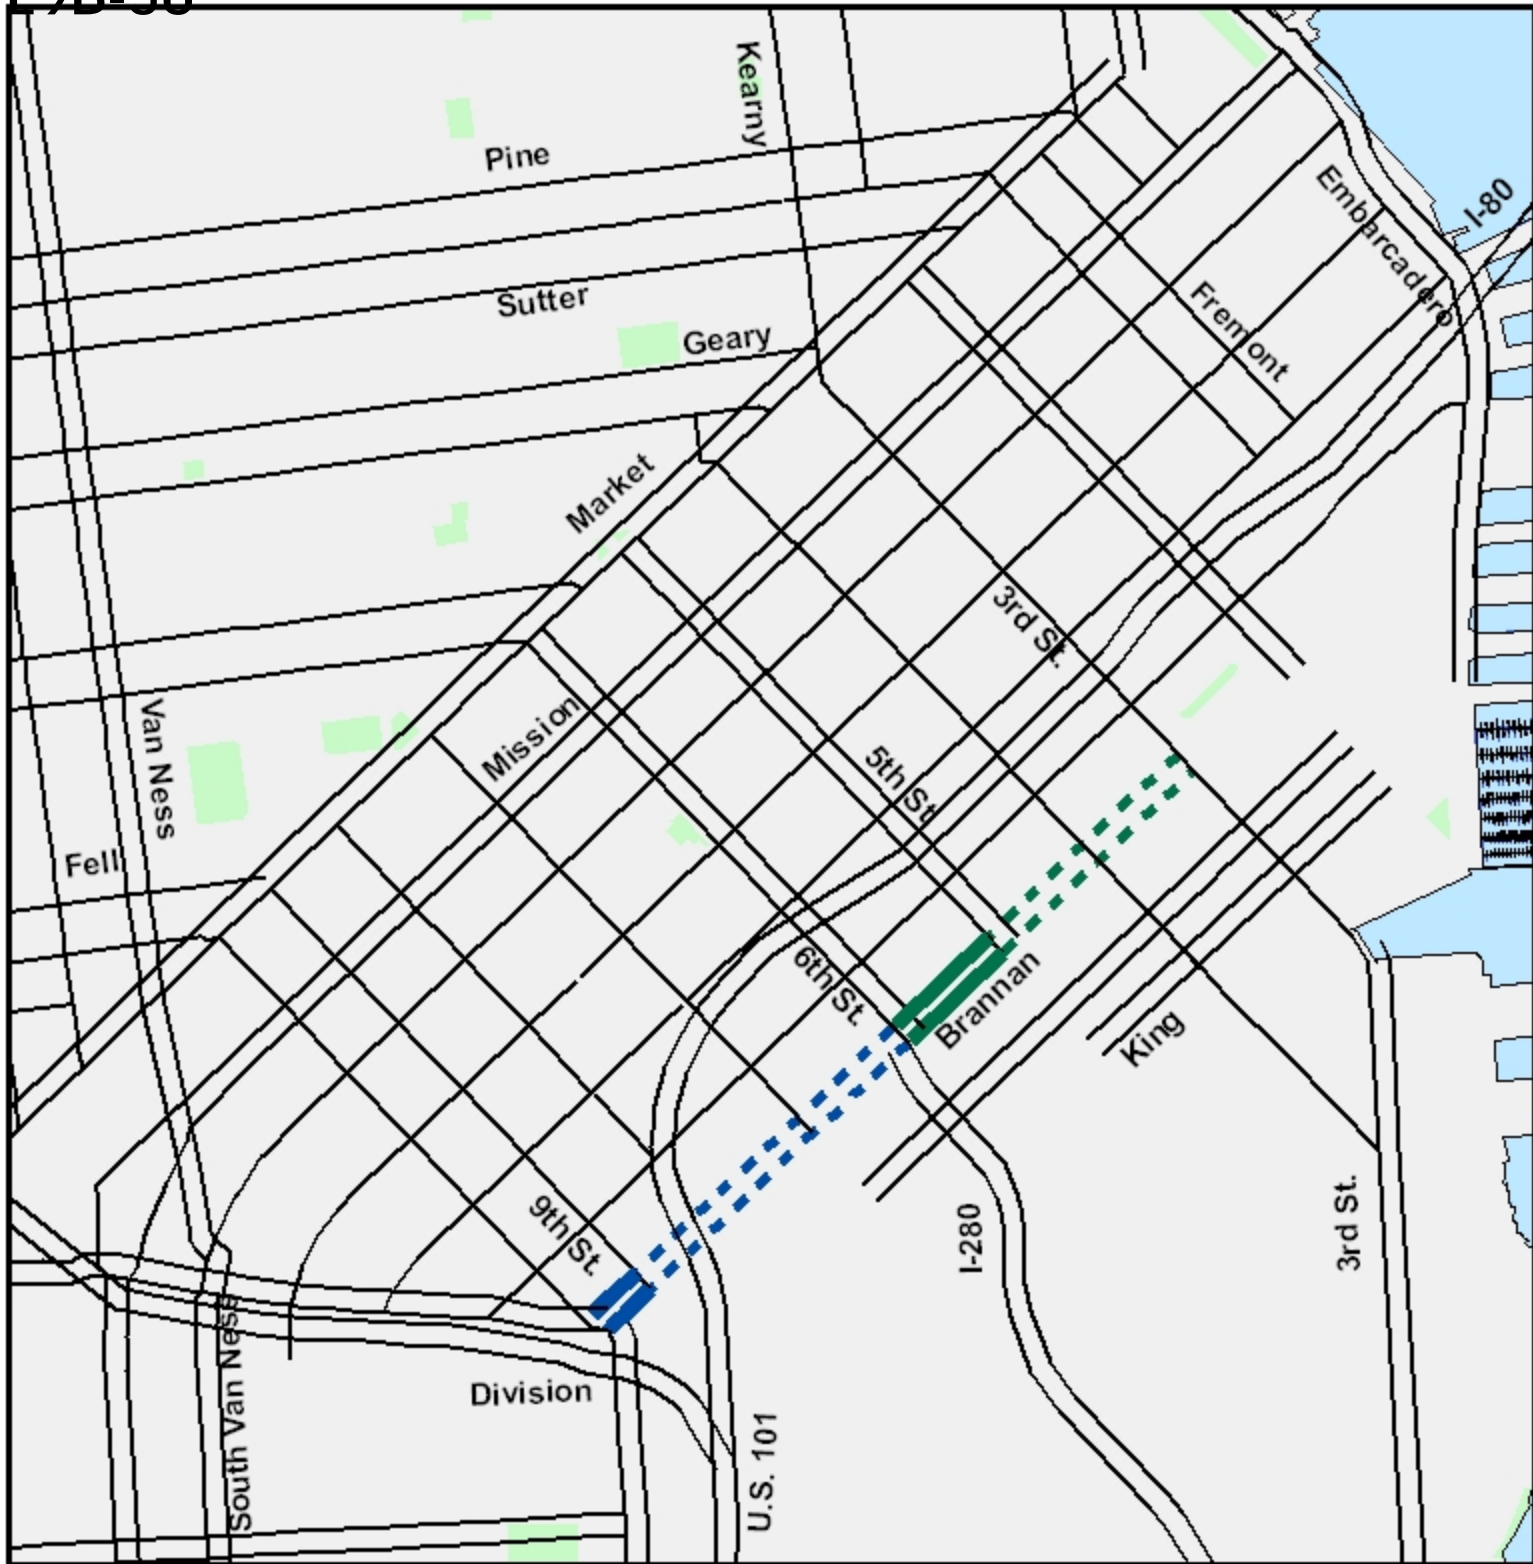 Kearny
Pine
Embarcadero
I-80
Sutter
Fremont
Geary
Market
3rd St.
Mission
Van Ness
5th St.
Fell
6th St.
Brannan
King
9th St.
I-280
3rd St.
South Van Ness
Division
U.S. 101